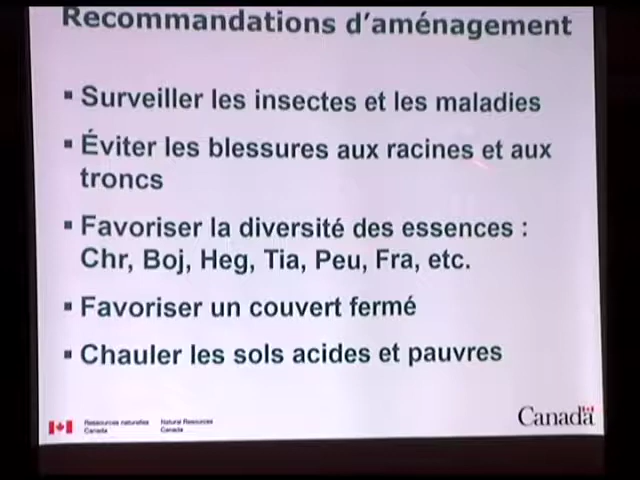 Recommandations d'aménagement
▪ Surveiller les insectes et les maladies
▪ Éviter les blessures aux racines et aux
troncs
▪ Favoriser la diversité des essences :
Chr, Boj, Heg, Tia, Peu, Fra, etc.
▪ Favoriser un couvert fermé
▪ Chauler les sols acides et pauvres
Ressources naturelles Natural Resources
Canada Canada
Canada